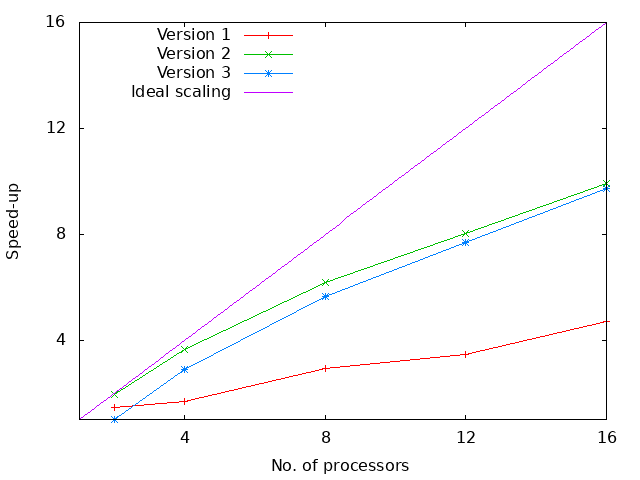 16
12
8
4
Speed-up
Version 1
Version 2
Version 3
Ideal scaling
4
8
12
16
No. of processors